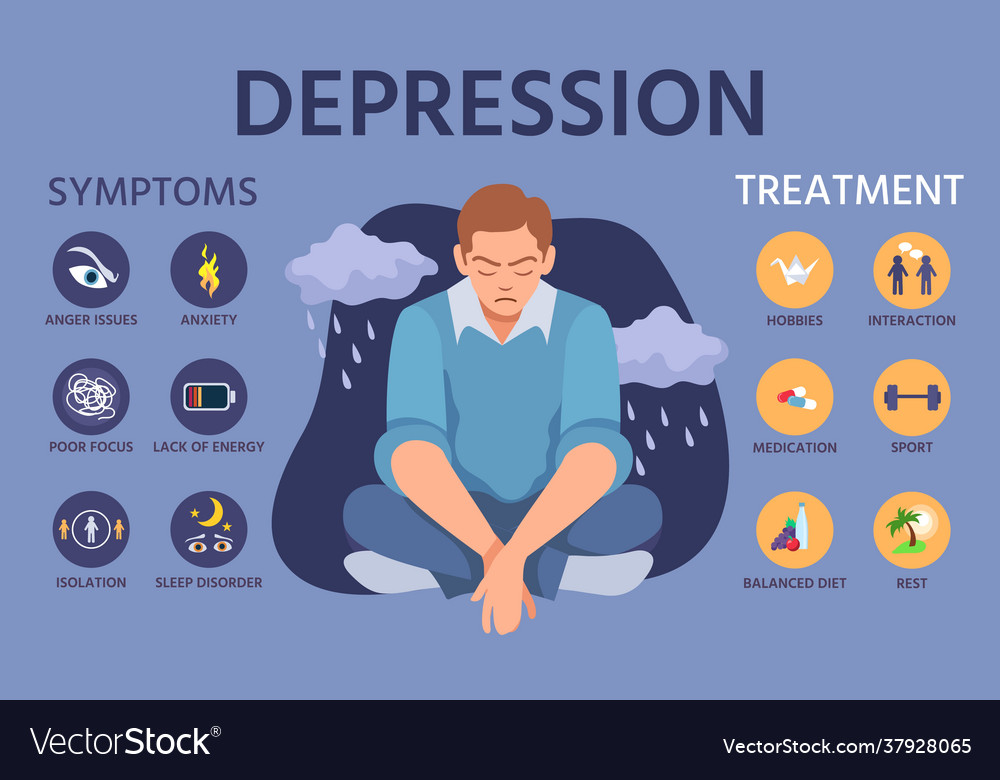 DEPRESSION
SYMPTOMS
ANGER ISSUES
ANXIETY
POOR FOCUS
LACK OF ENERGY
ISOLATION
SLEEP DISORDER
TREATMENT
HOBBIES
INTERACTION
MEDICATION
SPORT
BALANCED DIET
REST
VectorStock®
VectorStock.com/37928065